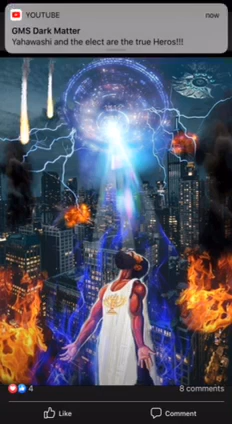 YOUTUBE
now
GMS Dark Matter
Yahawashi and the elect are the true Heros!!!
4
8 comments
Like
Comment